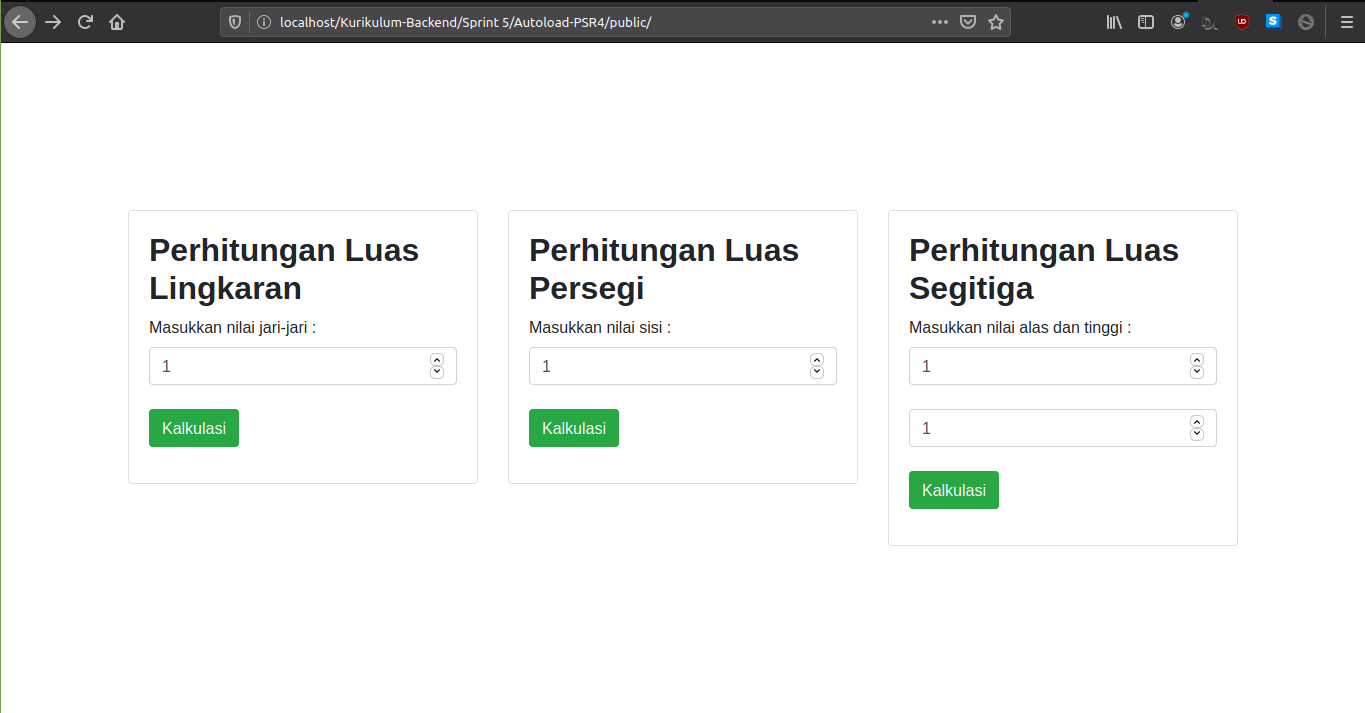 localhost/Kurikulum-Backend/Sprint 5/Autoload-PSR4/public/
Perhitungan Luas
Lingkaran
Masukkan nilai jari-jari :
1
Kalkulasi
Perhitungan Luas
Persegi
Masukkan nilai sisi :
1
Kalkulasi
Perhitungan Luas
Segitiga
Masukkan nilai alas dan tinggi :
1
1
Kalkulasi